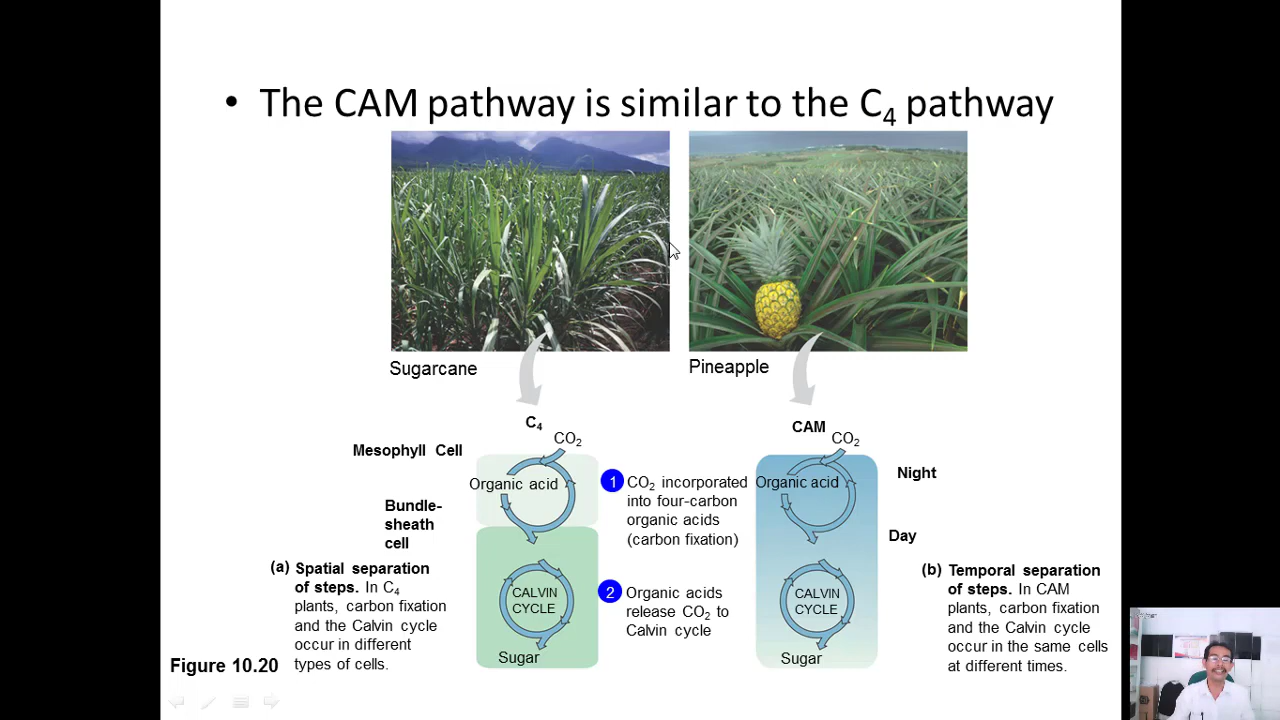 • The CAM pathway is similar to the C4 pathway
Sugarcane
Pineapple
C4
CO2
Mesophyll Cell
Organic acid
Bundle-
sheath
cell
(a) Spatial separation
of steps. In C4
plants, carbon fixation
and the Calvin cycle
occur in different
types of cells.
CALVIN
CYCLE
Sugar
1 CO2 incorporated
into four-carbon
organic acids
(carbon fixation)
2 Organic acids
release CO2 to
Calvin cycle
CAM
CO2
Organic acid
Night
Day
CALVIN
CYCLE
Sugar
(b) Temporal separation
of steps. In CAM
plants, carbon fixation
and the Calvin cycle
occur in the same cells
at different times.
Figure 10.20